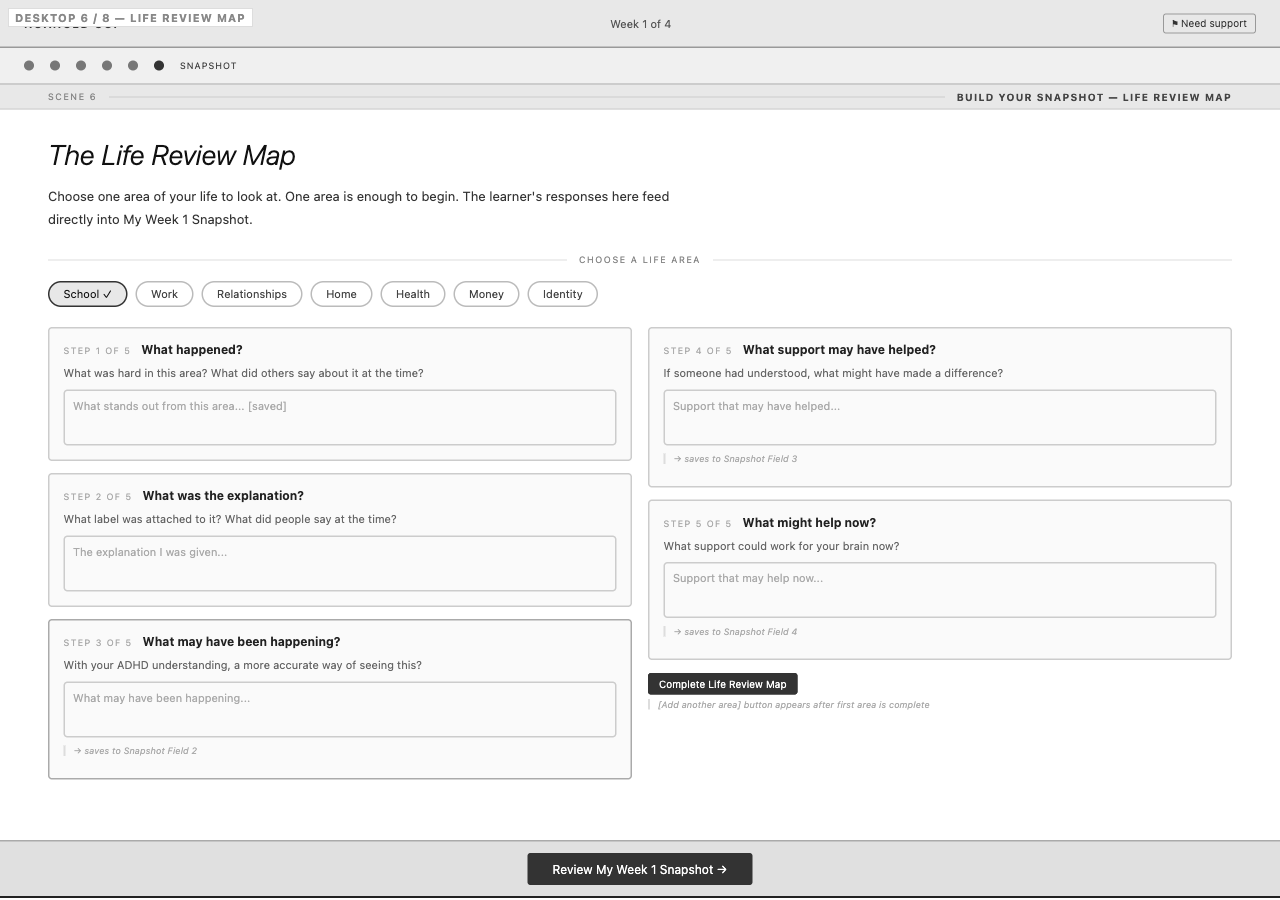 DESKTOP 6 / 8 — LIFE REVIEW MAP
Week 1 of 4
⚑ Need support
SNAPSHOT
SCENE 6
BUILD YOUR SNAPSHOT — LIFE REVIEW MAP
The Life Review Map
Choose one area of your life to look at. One area is enough to begin. The learner's responses here feed
directly into My Week 1 Snapshot.
CHOOSE A LIFE AREA
School ✓
Work
Relationships
Home
Health
Money
Identity
STEP 1 OF 5 What happened?
What was hard in this area? What did others say about it at the time?
What stands out from this area... [saved]
STEP 2 OF 5 What was the explanation?
What label was attached to it? What did people say at the time?
The explanation I was given...
STEP 3 OF 5 What may have been happening?
With your ADHD understanding, a more accurate way of seeing this?
What may have been happening...
→ saves to Snapshot Field 2
STEP 4 OF 5 What support may have helped?
If someone had understood, what might have made a difference?
Support that may have helped...
→ saves to Snapshot Field 3
STEP 5 OF 5 What might help now?
What support could work for your brain now?
Support that may help now...
→ saves to Snapshot Field 4
Complete Life Review Map
[Add another area] button appears after first area is complete
Review My Week 1 Snapshot →